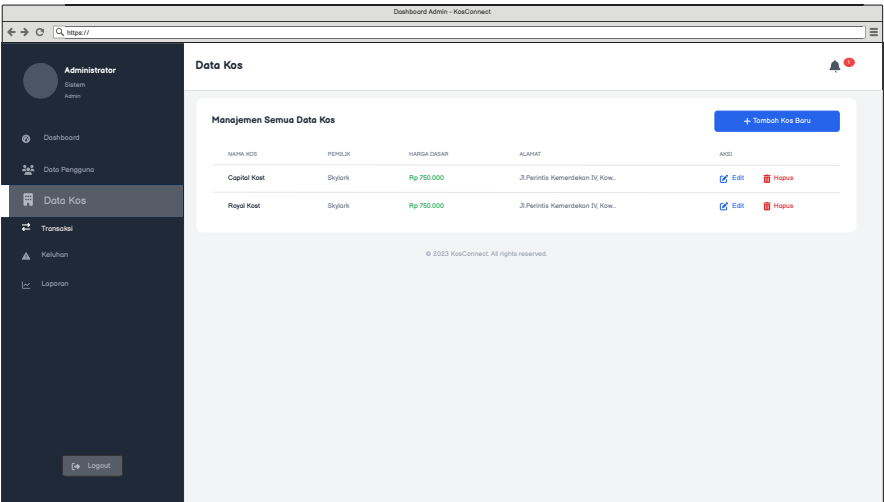 Dashboard Admin - KosConnect
https://
Administrator
Sistem
Admin
Dashboard
Data Pengguna
Data Kos
Transaksi
Keluhan
Laporan
Logout
Data Kos
1
Manajemen Semua Data Kos
+ Tambah Kos Baru
NAMA KOS PEMILIK HARGA DASAR ALAMAT AKSI
Capital Kost Skylark Rp 750.000 Jl.Perintis Kemerdekan IV, Kow... Edit Hapus
Royal Kost Skylark Rp 750.000 Jl.Perintis Kemerdekan IV, Kow... Edit Hapus
© 2023 KosConnect. All rights reserved.